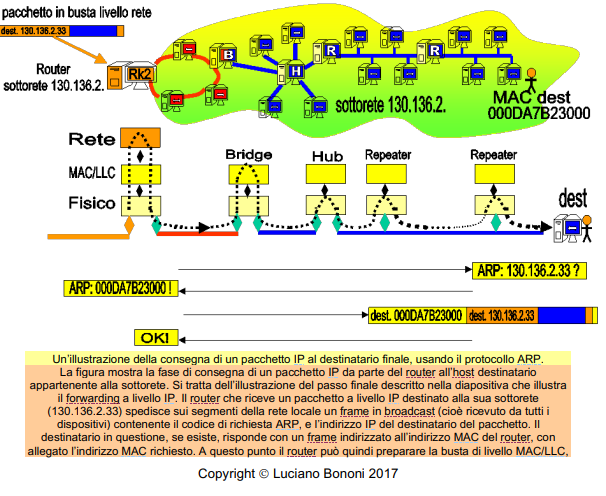 pacchetto in busta livello rete
dest. 130.136.2.33
Router
sottorete 130.136.2.
Rk2
B
H
R
R
sottorete 130.136.2.
MAC dest
000DA7B23000
Rete
MAC/LLC
Fisico
Bridge
Hub
Repeater
Repeater
dest
ARP: 130.136.2.33 ?
ARP: 000DA7B23000 !
dest. 000DA7B23000 dest. 130.136.2.33
OK!
Un'illustrazione della consegna di un pacchetto IP al destinatario finale, usando il protocollo ARP.
La figura mostra la fase di consegna di un pacchetto IP da parte del router all'host destinatario
appartenente alla sottorete. Si tratta dell'illustrazione del passo finale descritto nella diapositiva che illustra
il forwarding a livello IP. Il router che riceve un pacchetto a livello IP destinato alla sua sottorete
(130.136.2.33) spedisce sui segmenti della rete locale un frame in broadcast (cioè ricevuto da tutti i
dispositivi) contenente il codice di richiesta ARP, e l'indirizzo IP del destinatario del pacchetto. Il
destinatario in questione, se esiste, risponde con un frame indirizzato all'indirizzo MAC del router, con
allegato l'indirizzo MAC richiesto. A questo punto il router può quindi preparare la busta di livello MAC/LLC,
Copyright © Luciano Bononi 2017